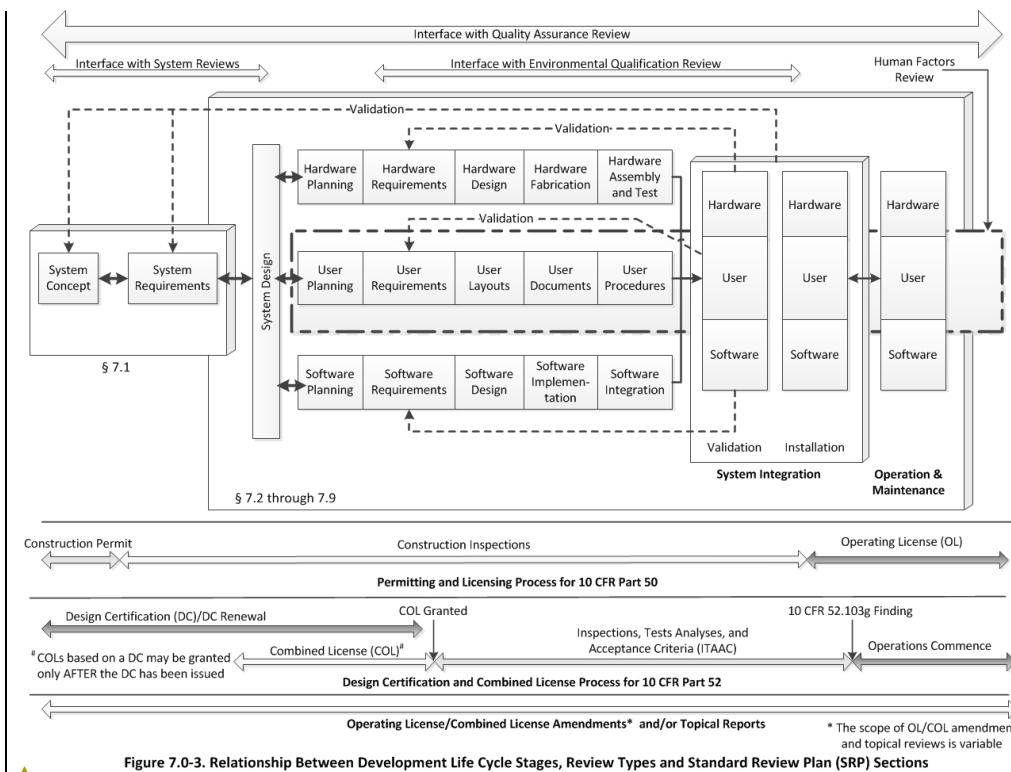 Interface with Quality Assurance Review
Interface with System Reviews
Interface with Environmental Qualification Review
Human Factors
Review
Validation
Validation
Hardware
Planning
Hardware
Requirements
Hardware
Design
Hardware
Fabrication
Hardware
Assembly
and Test
Validation
System
Concept
System
Requirements
System Design
User
Planning
User
Requirements
User
Layouts
User
Documents
User
Procedures
Software
Planning
Software
Requirements
Software
Design
Software
Implemen-
tation
Software
Integration
Hardware
User
Software
Hardware
User
Software
Hardware
User
Software
Validation
Installation
System Integration
Operation &
Maintenance
§ 7.1
§ 7.2 through 7.9
Construction Permit
Construction Inspections
Operating License (OL)
Permitting and Licensing Process for 10 CFR Part 50
Design Certification (DC)/DC Renewal
COL Granted
10 CFR 52.103g Finding
# COLs based on a DC may be granted
only AFTER the DC has been issued
Combined License (COL)#
Inspections, Tests Analyses, and
Acceptance Criteria (ITAAC)
Operations Commence
Design Certification and Combined License Process for 10 CFR Part 52
Operating License/Combined License Amendments* and/or Topical Reports
* The scope of OL/COL amendmen
and topical reviews is variable
Figure 7.0-3. Relationship Between Development Life Cycle Stages, Review Types and Standard Review Plan (SRP) Sections